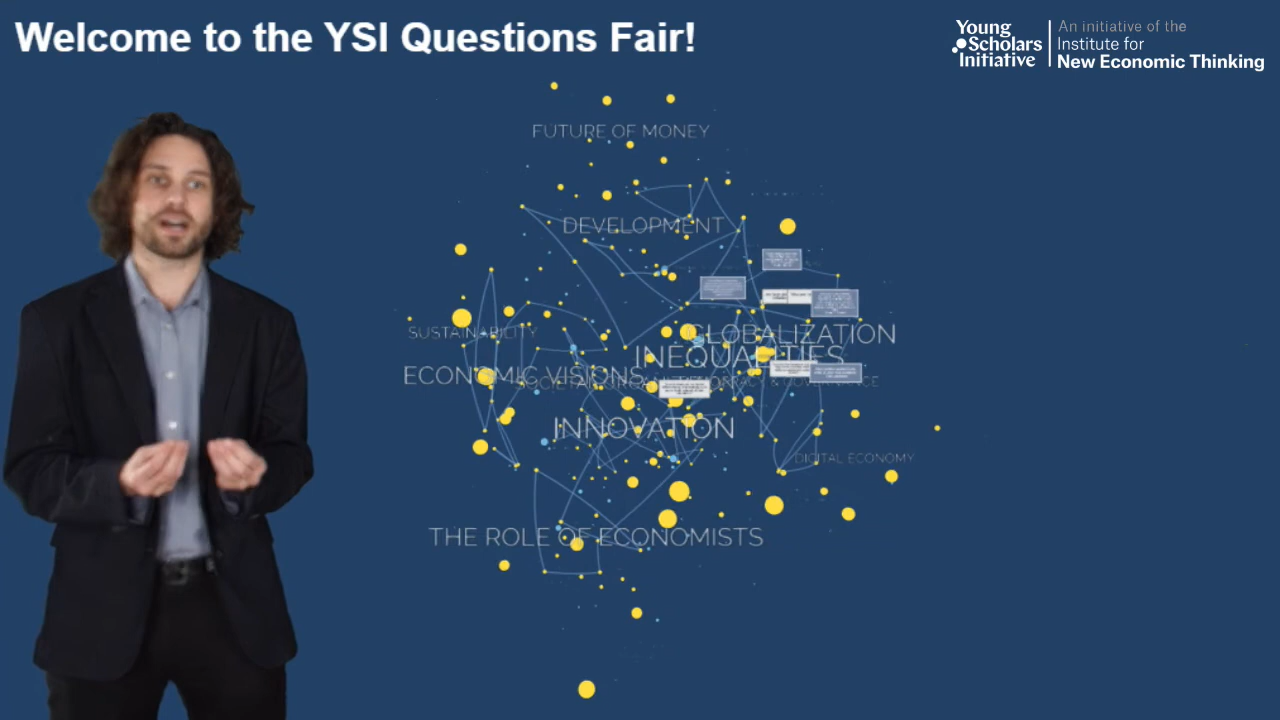 Welcome to the YSI Questions Fair!
Young
Scholars
Initiative
An initiative of the
Institute for
New Economic Thinking
FUTURE OF MONEY
DEVELOPMENT
SUSTAINABILITY
GLOBALIZATION
INEQUALITIES
ECONOMIC VISIONS
INNOVATION
DIGITAL ECONOMY
THE ROLE OF ECONOMISTS